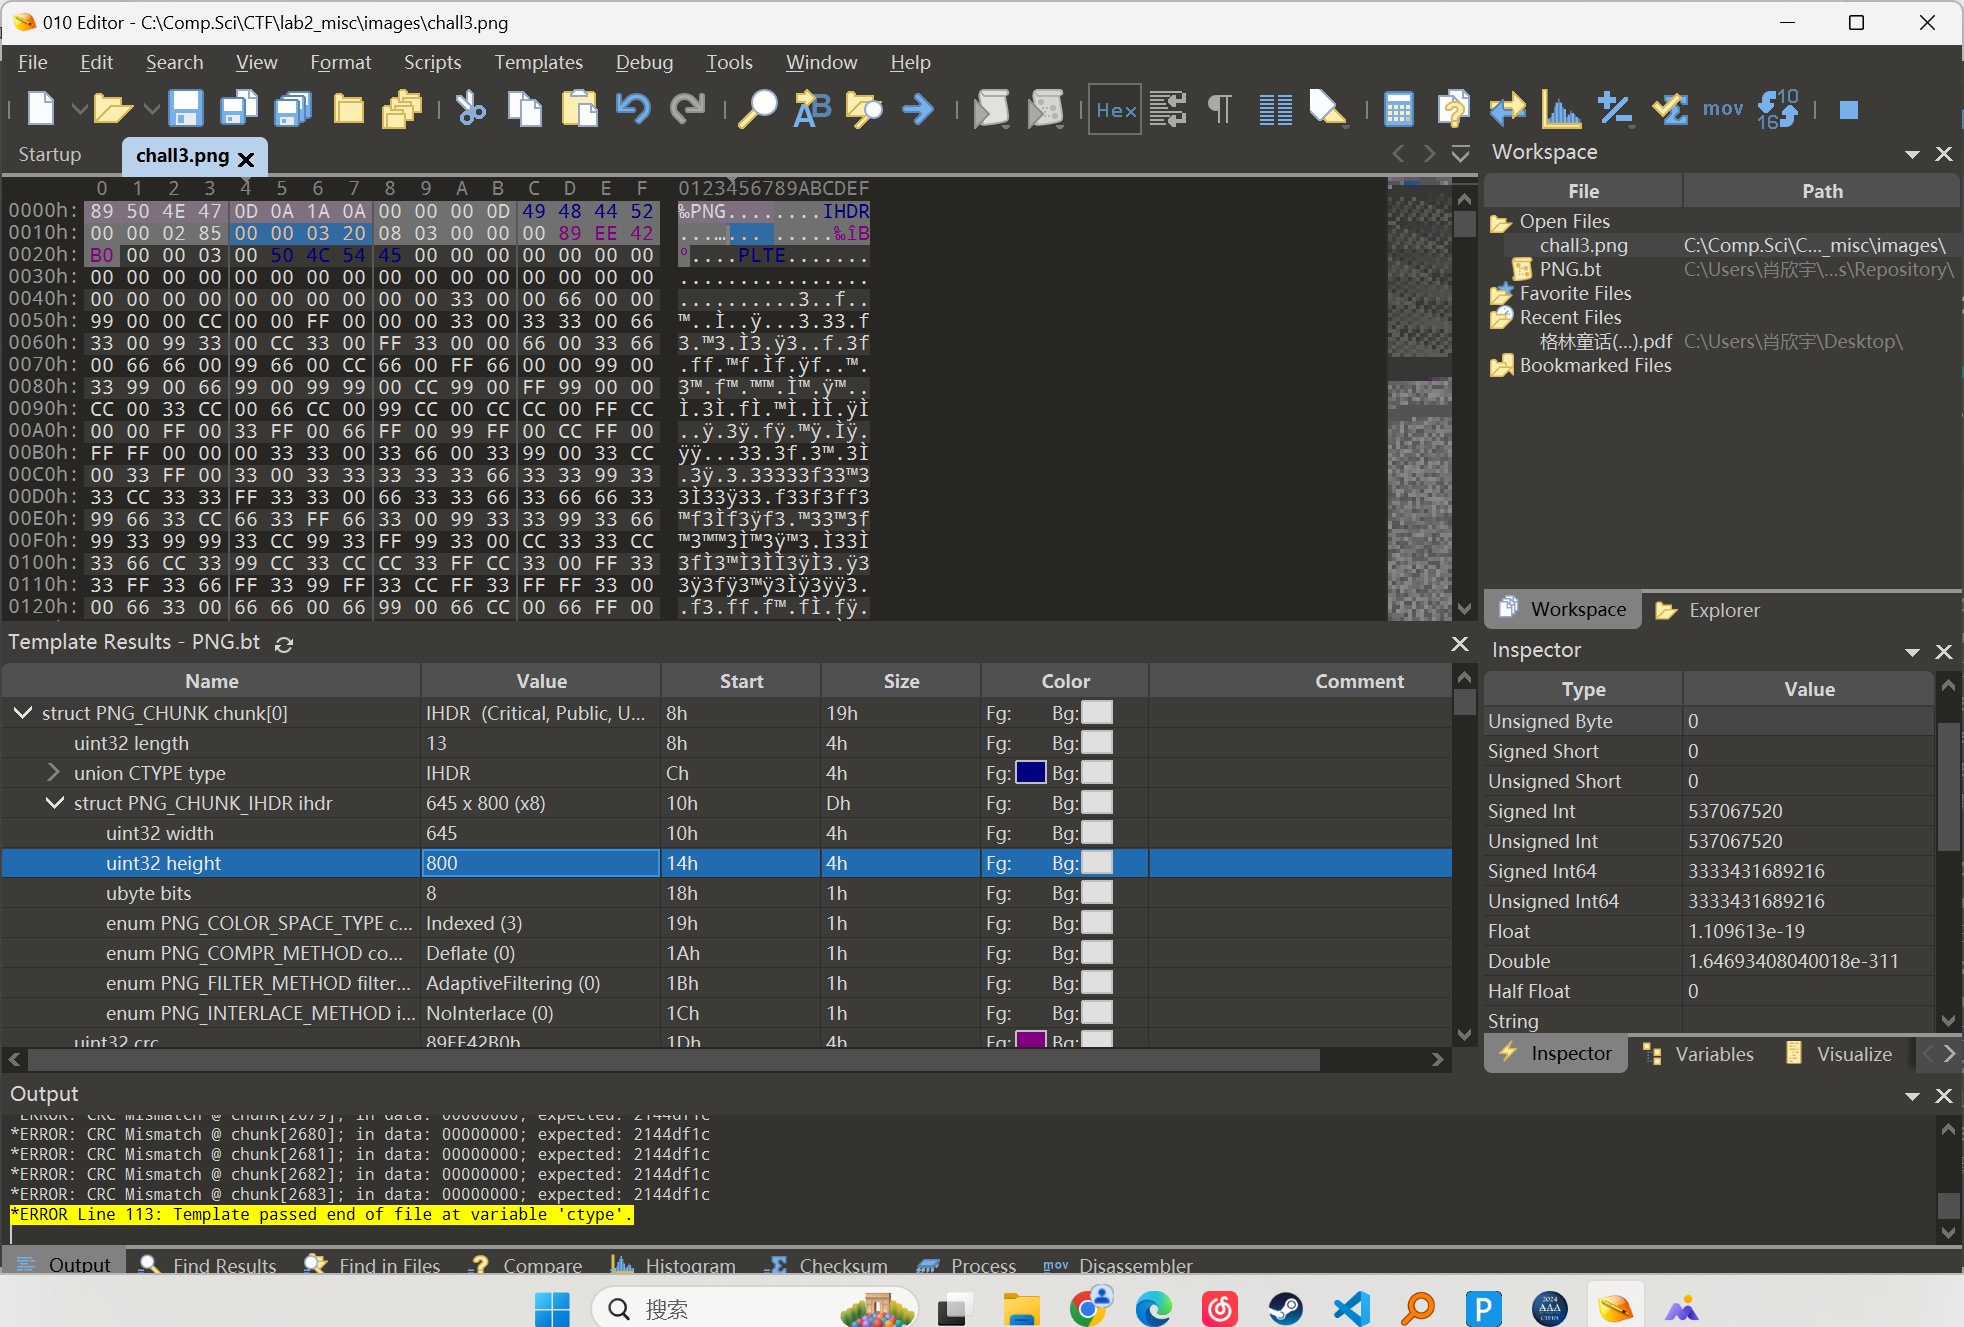 010 Editor - C:\Comp.Sci\CTF\lab2_misc\images\chall3.png
File Edit Search View Format Scripts Templates Debug Tools Window Help
Hex
mov
10
16
Startup
chall3.png
0 1 2 3 4 5 6 7 8 9 A B C D E F 0123456789ABCDEF
0000h: 89 50 4E 47 0D 0A 1A 0A 00 00 00 0D 49 48 44 52 ‰PNG........IHDR
0010h: 00 00 02 85 00 00 03 20 08 03 00 00 00 89 EE 42 ...…... .....‰îB
0020h: B0 00 00 03 00 50 4C 54 45 00 00 00 00 00 00 00 °....PLTE.......
0030h: 00 00 00 00 00 00 00 00 00 00 00 00 00 00 00 00 ................
0040h: 00 00 00 00 00 00 00 00 00 00 33 00 00 66 00 00 ..........3..f..
0050h: 99 00 00 CC 00 00 FF 00 00 00 33 00 33 33 00 66 ™..Ì..ÿ...3.33.f
0060h: 33 00 99 33 00 CC 33 00 FF 33 00 00 66 00 33 66 3.™3.Ì3.ÿ3..f.3f
0070h: 00 66 66 00 99 66 00 CC 66 00 FF 66 00 00 99 00 .ff.™f.Ìf.ÿf..™.
0080h: 33 99 00 66 99 00 99 99 00 CC 99 00 FF 99 00 00 3™.f™.™™.Ì™.ÿ™..
0090h: CC 00 33 CC 00 66 CC 00 99 CC 00 CC CC 00 FF CC Ì.3Ì.fÌ.™Ì.ÌÌ.ÿÌ
00A0h: 00 00 FF 00 33 FF 00 66 FF 00 99 FF 00 CC FF 00 ..ÿ.3ÿ.fÿ.™ÿ.Ìÿ.
00B0h: FF FF 00 00 00 33 33 00 33 66 00 33 99 00 33 CC ÿÿ...33.3f.3™.3Ì
00C0h: 00 33 FF 00 33 00 33 33 33 33 33 66 33 33 99 33 .3ÿ.3.33333f33™3
00D0h: 33 CC 33 33 FF 33 33 00 66 33 33 66 33 66 66 33 3Ì33ÿ33.f33f3ff3
00E0h: 99 66 33 CC 66 33 FF 66 33 00 99 33 33 99 33 66 ™f3Ìf3ÿf3.™33™3f
00F0h: 99 33 99 99 33 CC 99 33 FF 99 33 00 CC 33 33 CC ™3™™3Ì™3ÿ™3.Ì33Ì
0100h: 33 66 CC 33 99 CC 33 CC CC 33 FF CC 33 00 FF 33 3fÌ3™Ì3ÌÌ3ÿÌ3.ÿ3
0110h: 33 FF 33 66 FF 33 99 FF 33 CC FF 33 FF FF 33 00 3ÿ3fÿ3™ÿ3Ìÿ3ÿÿ3.
0120h: 00 66 33 00 66 66 00 66 99 00 66 CC 00 66 FF 00 .f3.ff.f™.fÌ.fÿ.
Workspace
File Path
Open Files
chall3.png C:\Comp.Sci\C..._misc\images\
PNG.bt C:\Users\肖欣宇\...s\Repository\
Favorite Files
Recent Files
格林童话(...).pdf C:\Users\肖欣宇\Desktop\
Bookmarked Files
Workspace Explorer
Template Results - PNG.bt
Name Value Start Size Color Comment
struct PNG_CHUNK chunk[0] IHDR (Critical, Public, U... 8h 19h Fg: Bg:
uint32 length 13 8h 4h Fg: Bg:
union CTYPE type IHDR Ch 4h Fg: Bg:
struct PNG_CHUNK_IHDR ihdr 645 x 800 (x8) 10h Dh Fg: Bg:
uint32 width 645 10h 4h Fg: Bg:
uint32 height 800 14h 4h Fg: Bg:
ubyte bits 8 18h 1h Fg: Bg:
enum PNG_COLOR_SPACE_TYPE c... Indexed (3) 19h 1h Fg: Bg:
enum PNG_COMPR_METHOD co... Deflate (0) 1Ah 1h Fg: Bg:
enum PNG_FILTER_METHOD filter... AdaptiveFiltering (0) 1Bh 1h Fg: Bg:
enum PNG_INTERLACE_METHOD i... NoInterlace (0) 1Ch 1h Fg: Bg:
uint32 crc 89EE42B0h 1Dh 4h Fg: Bg:
Inspector
Type Value
Unsigned Byte 0
Signed Short 0
Unsigned Short 0
Signed Int 537067520
Unsigned Int 537067520
Signed Int64 3333431689216
Unsigned Int64 3333431689216
Float 1.109613e-19
Double 1.64693408040018e-311
Half Float 0
String
Inspector Variables Visualize
Output
*ERROR: CRC Mismatch @ chunk[2679]; in data: 00000000; expected: 2144df1c
*ERROR: CRC Mismatch @ chunk[2680]; in data: 00000000; expected: 2144df1c
*ERROR: CRC Mismatch @ chunk[2681]; in data: 00000000; expected: 2144df1c
*ERROR: CRC Mismatch @ chunk[2682]; in data: 00000000; expected: 2144df1c
*ERROR: CRC Mismatch @ chunk[2683]; in data: 00000000; expected: 2144df1c
*ERROR Line 113: Template passed end of file at variable 'ctype'.
Output Find Results Find in Files Compare Histogram Checksum Process mov Disassembler
搜索